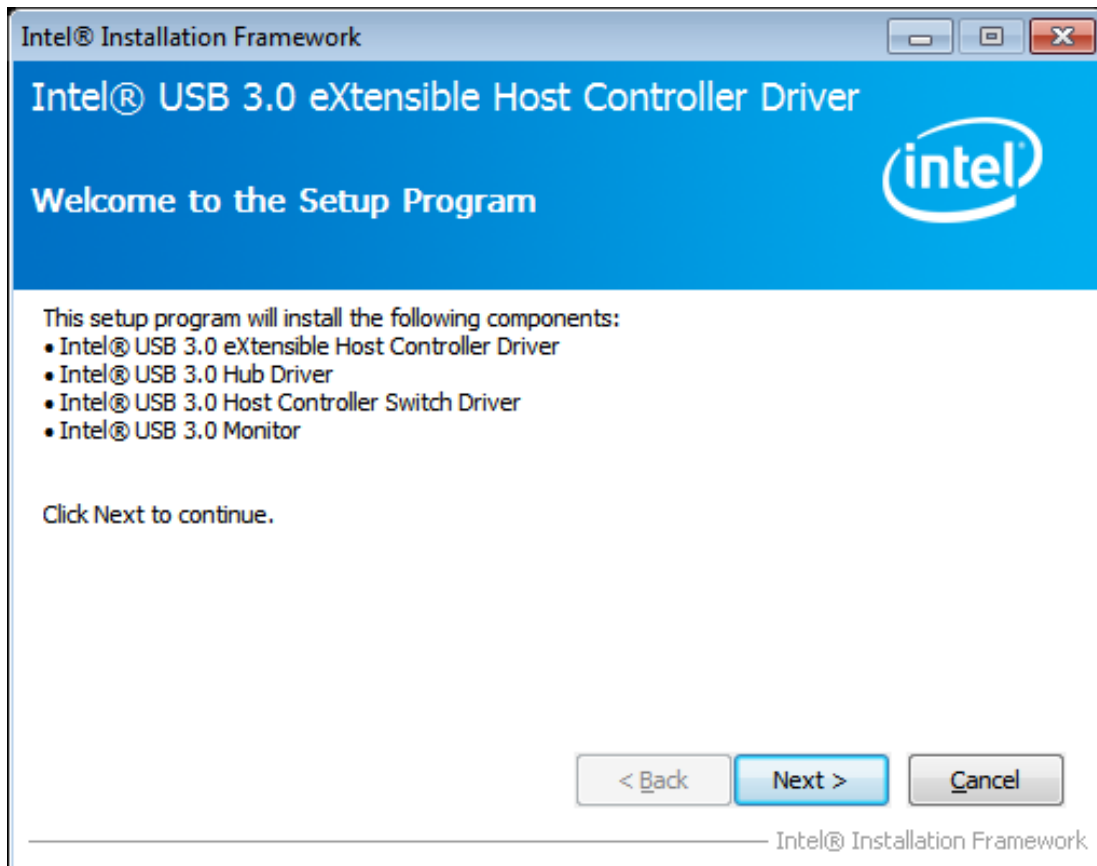 Intel® Installation Framework
Intel® USB 3.0 eXtensible Host Controller Driver
intel
Welcome to the Setup Program
This setup program will install the following components:
• Intel® USB 3.0 eXtensible Host Controller Driver
• Intel® USB 3.0 Hub Driver
• Intel® USB 3.0 Host Controller Switch Driver
• Intel® USB 3.0 Monitor
Click Next to continue.
< Back Next > Cancel
Intel® Installation Framework